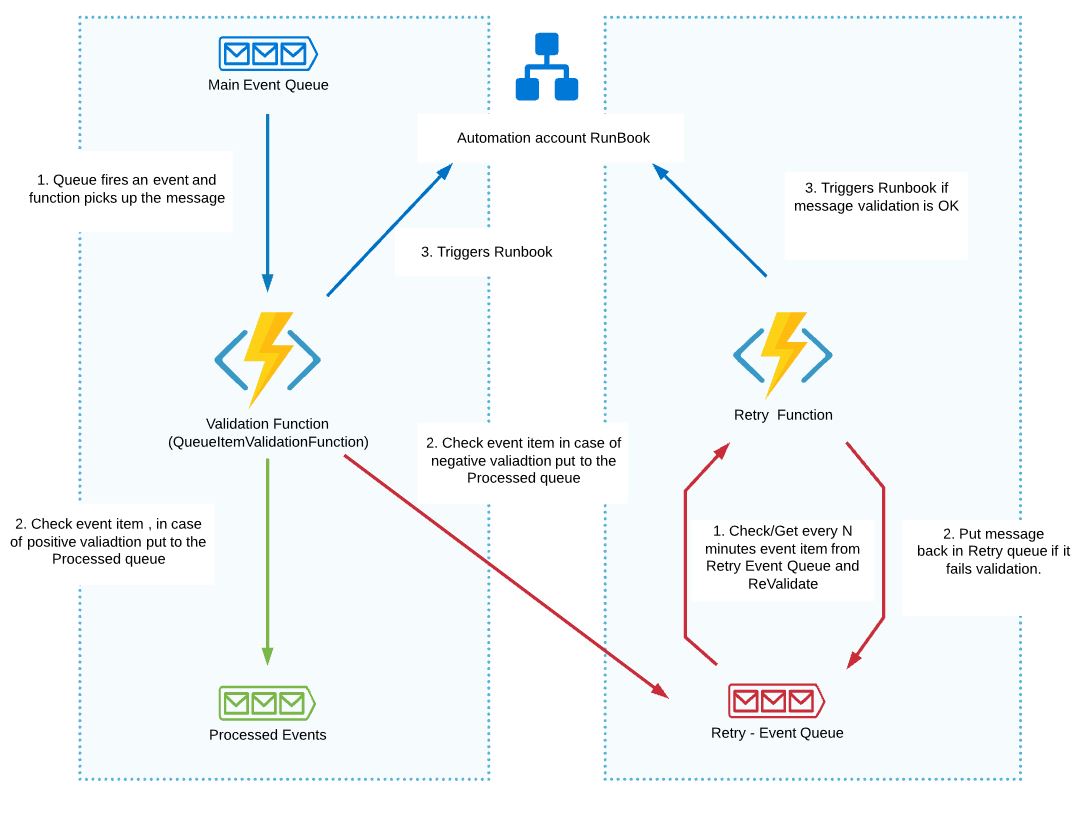 Main Event Queue
Automation account RunBook
1. Queue fires an event and
function picks up the message
3. Triggers Runbook if
message validation is OK
3. Triggers Runbook
Validation Function
(QueueItemValidationFunction)
Retry  Function
2. Check event item in case of
negative valiadtion put to the
Processed queue
2. Check event item , in case
of positive valiadtion put to the
Processed queue
1. Check/Get every N
minutes event item from
Retry Event Queue and
ReValidate
2. Put message
back in Retry queue if it
fails validation.
Processed Events
Retry - Event Queue